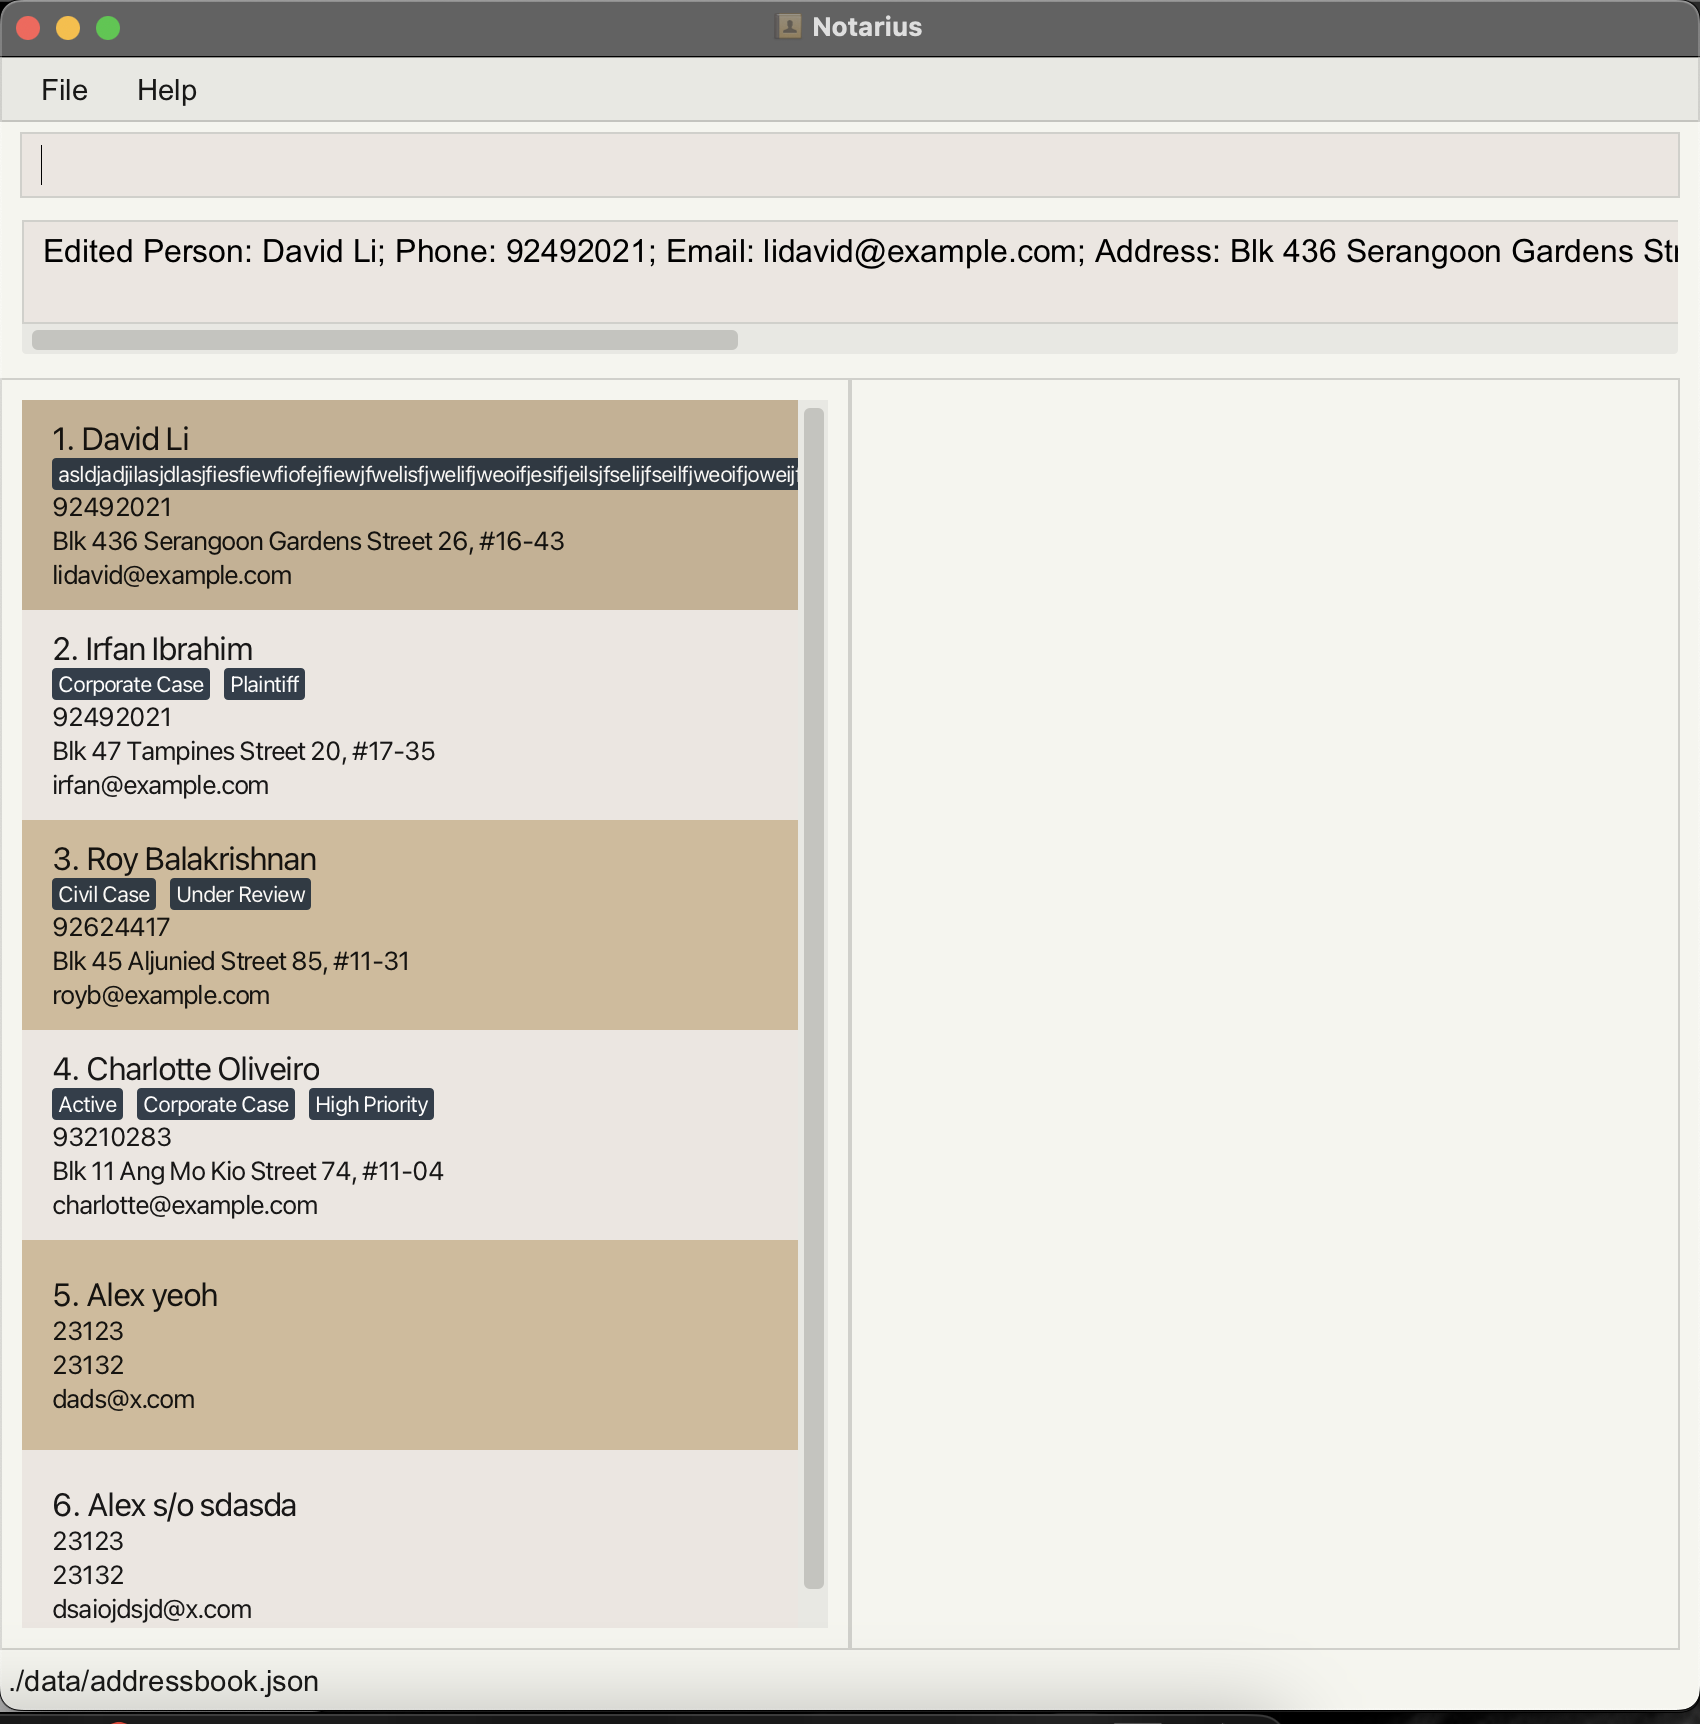 Notarius
File Help
Edited Person: David Li; Phone: 92492021; Email: lidavid@example.com; Address: Blk 436 Serangoon Gardens Str
1. David Li
asldjadjilasjdlasjfiesfiewfiofejfiewjfwelisfjwelifjweoifjesifjeilsjfselijfseilfjweoifjoweijf
92492021
Blk 436 Serangoon Gardens Street 26, #16-43
lidavid@example.com
2. Irfan Ibrahim
Corporate Case Plaintiff
92492021
Blk 47 Tampines Street 20, #17-35
irfan@example.com
3. Roy Balakrishnan
Civil Case Under Review
92624417
Blk 45 Aljunied Street 85, #11-31
royb@example.com
4. Charlotte Oliveiro
Active Corporate Case High Priority
93210283
Blk 11 Ang Mo Kio Street 74, #11-04
charlotte@example.com
5. Alex yeoh
23123
23132
dads@x.com
6. Alex s/o sdasda
23123
23132
dsaiojdsjd@x.com
./data/addressbook.json